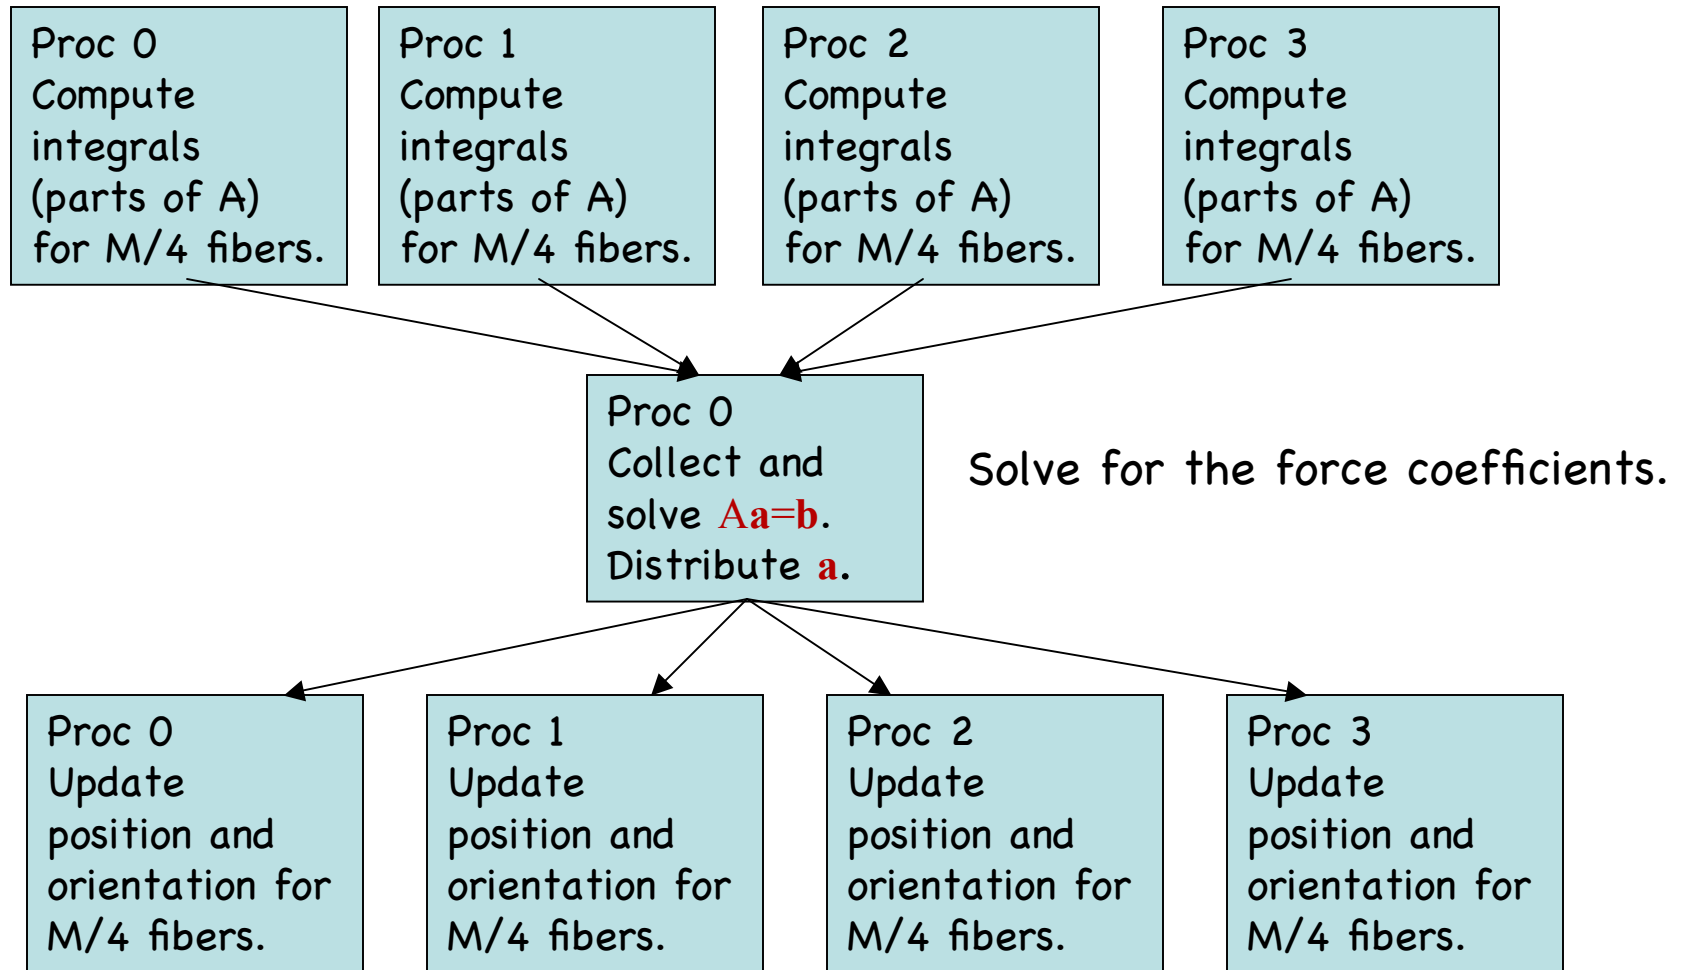 Proc 0
Compute
integrals
(parts of A)
for M/4 fibers.
Proc 1
Compute
integrals
(parts of A)
for M/4 fibers.
Proc 2
Compute
integrals
(parts of A)
for M/4 fibers.
Proc 3
Compute
integrals
(parts of A)
for M/4 fibers.
Proc 0
Collect and
solve Aa=b.
Distribute a.
Solve for the force coefficients.
Proc 0
Update
position and
orientation for
M/4 fibers.
Proc 1
Update
position and
orientation for
M/4 fibers.
Proc 2
Update
position and
orientation for
M/4 fibers.
Proc 3
Update
position and
orientation for
M/4 fibers.